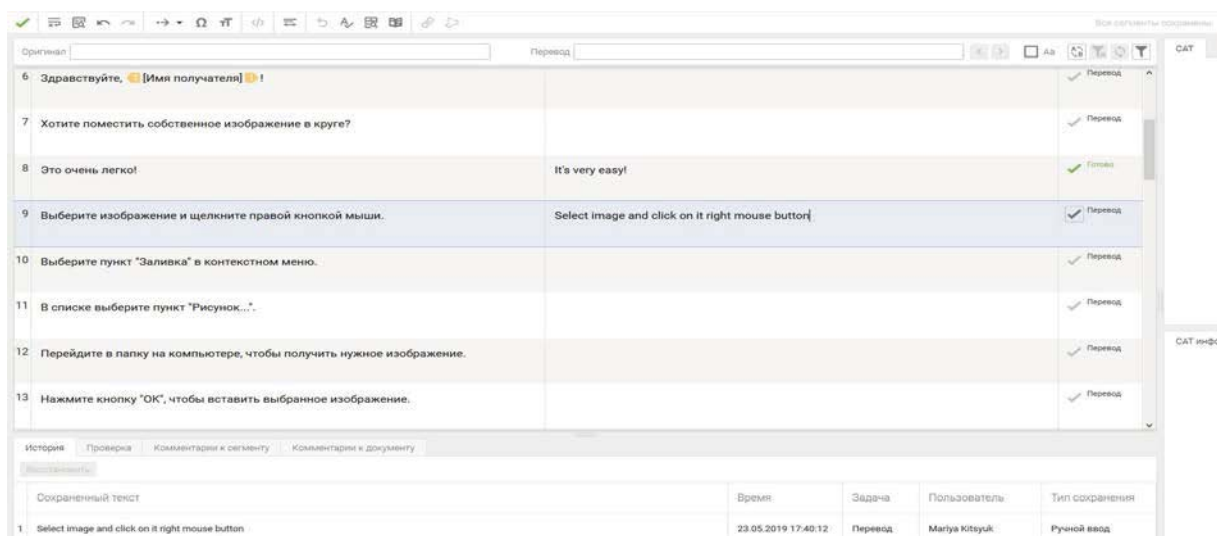 Все сегменты сохранены
Оригинал
Перевод
Aa
CAT
6 Здравствуйте, [Имя получателя] !
Перевод
7 Хотите поместить собственное изображение в круге?
Перевод
8 Это очень легко! It's very easy!
Готово
9 Выберите изображение и щелкните правой кнопкой мыши. Select image and click on it right mouse button
Перевод
10 Выберите пункт "Заливка" в контекстном меню.
Перевод
11 В списке выберите пункт "Рисунок...".
Перевод
12 Перейдите в папку на компьютере, чтобы получить нужное изображение.
Перевод
CAT инфо
13 Нажмите кнопку "ОК", чтобы вставить выбранное изображение.
Перевод
История Проверка Комментарии к сегменту Комментарии к документу
Восстановить
Сохраненный текст Время Задача Пользователь Тип сохранения
1 Select image and click on it right mouse button 23.05.2019 17:40:12 Перевод Mariya Kitsyuk Ручной ввод